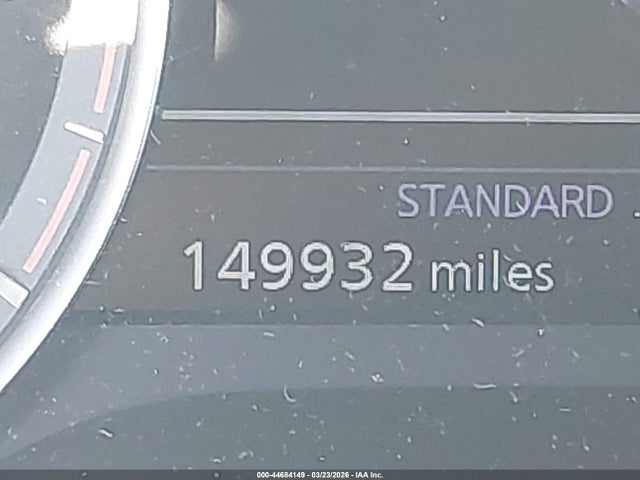 STANDARD
149932 miles
000-44684149 - 03/23/2026 - IAA Inc.